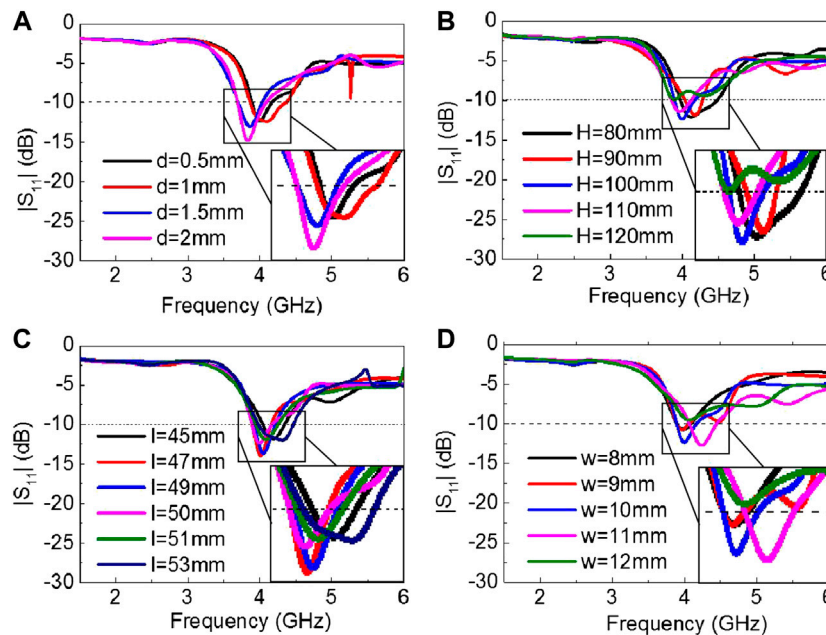 A
0
-5
-10
-15
-20
-25
-30
|S11| (dB)
d=0.5mm
d=1mm
d=1.5mm
d=2mm
2 3 4 5 6
Frequency (GHz)
B
0
-5
-10
-15
-20
-25
-30
|S11| (dB)
H=80mm
H=90mm
H=100mm
H=110mm
H=120mm
2 3 4 5 6
Frequency (GHz)
C
0
-5
-10
-15
-20
-25
-30
|S11| (dB)
l=45mm
l=47mm
l=49mm
l=50mm
l=51mm
l=53mm
2 3 4 5 6
Frequency (GHz)
D
0
-5
-10
-15
-20
-25
-30
|S11| (dB)
w=8mm
w=9mm
w=10mm
w=11mm
w=12mm
2 3 4 5 6
Frequency (GHz)